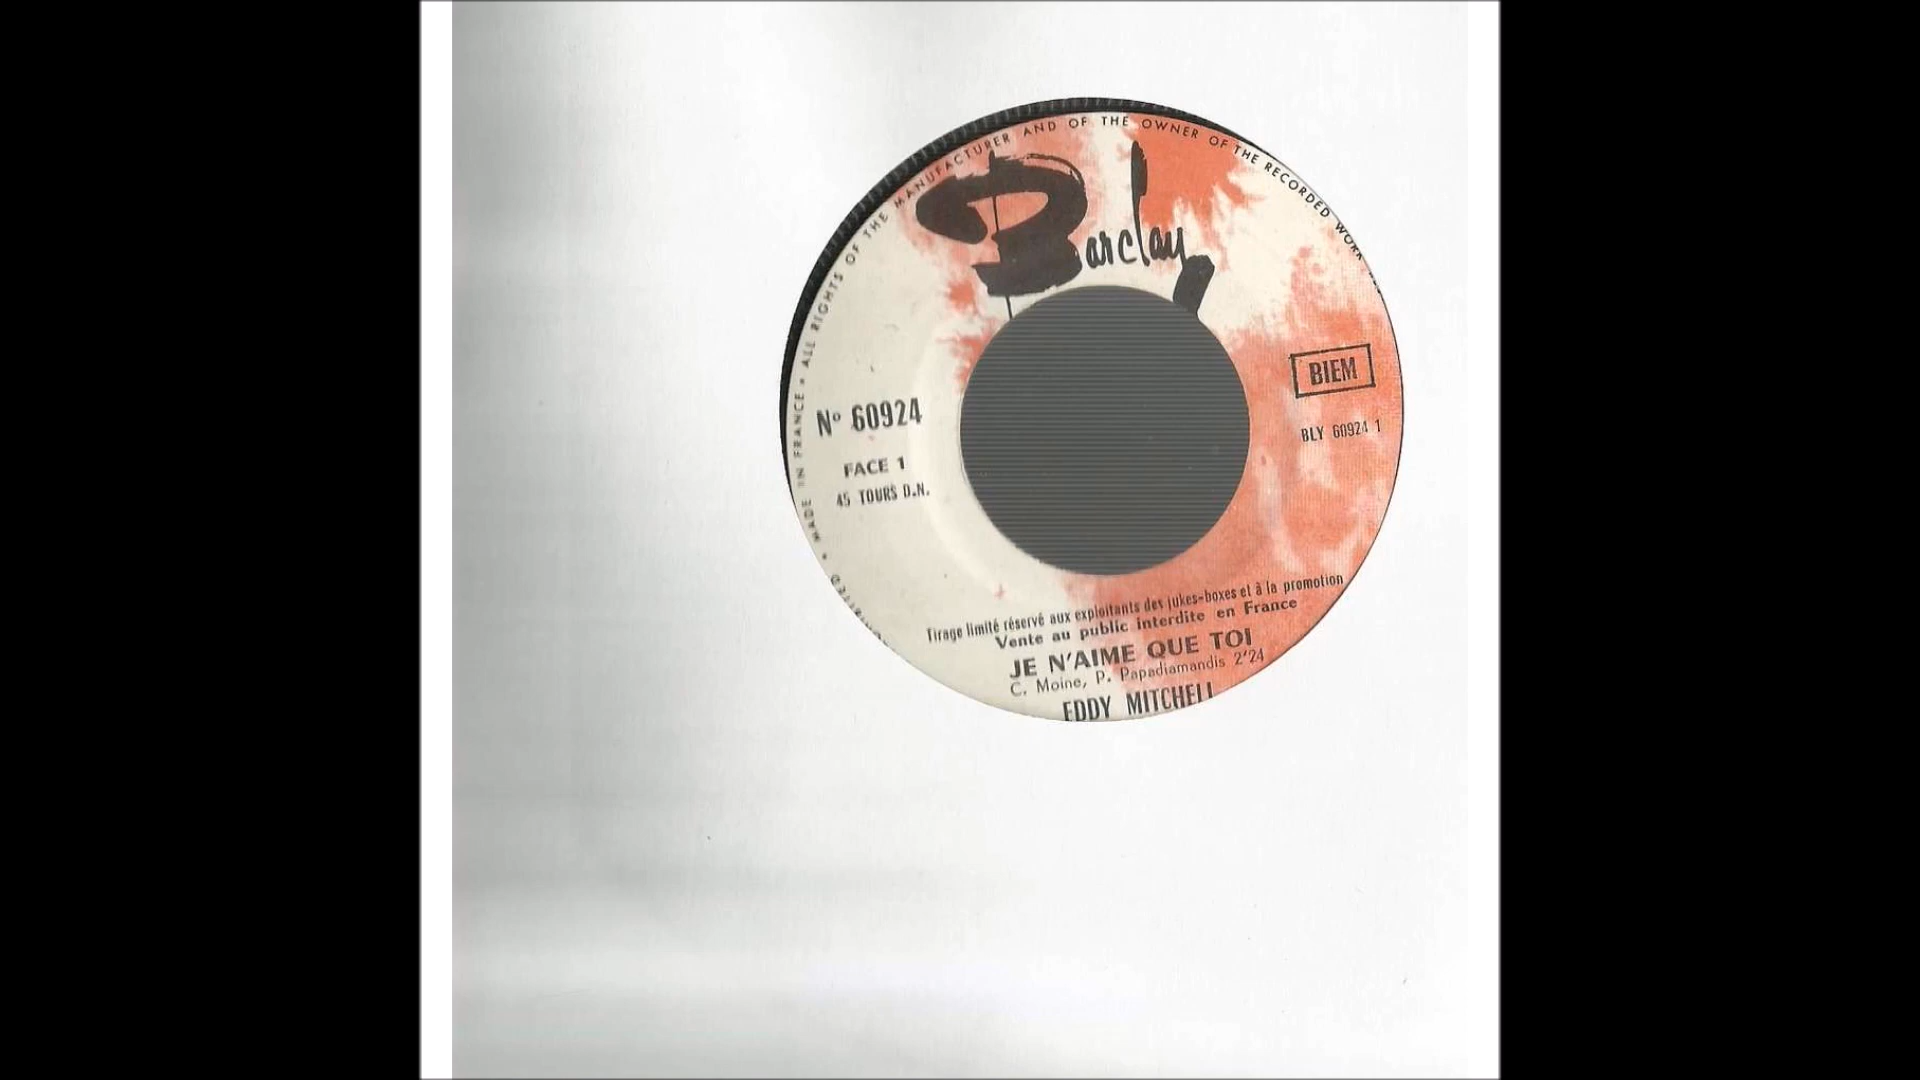 MADE IN FRANCE • ALL RIGHTS OF THE MANUFACTURER AND OF THE OWNER OF THE RECORDED WORK
Barclay
BIEM
Nº 60924
BLY 60924 1
FACE 1
45 TOURS D.N.
Tirage limité réservé aux exploitants des jukes-boxes et à la promotion
Vente au public interdite en France
JE N'AIME QUE TOI
C. Moine, P. Papadiamandis 2'24
EDDY MITCHELL